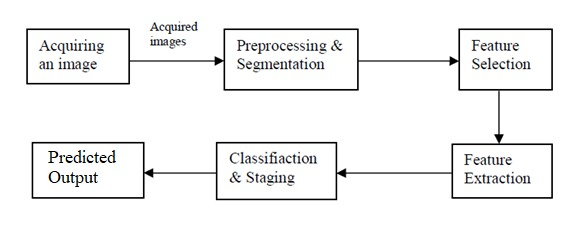 Acquiring
an image
Acquired
images
Preprocessing &
Segmentation
Feature
Selection
Feature
Extraction
Classifiaction
& Staging
Predicted
Output